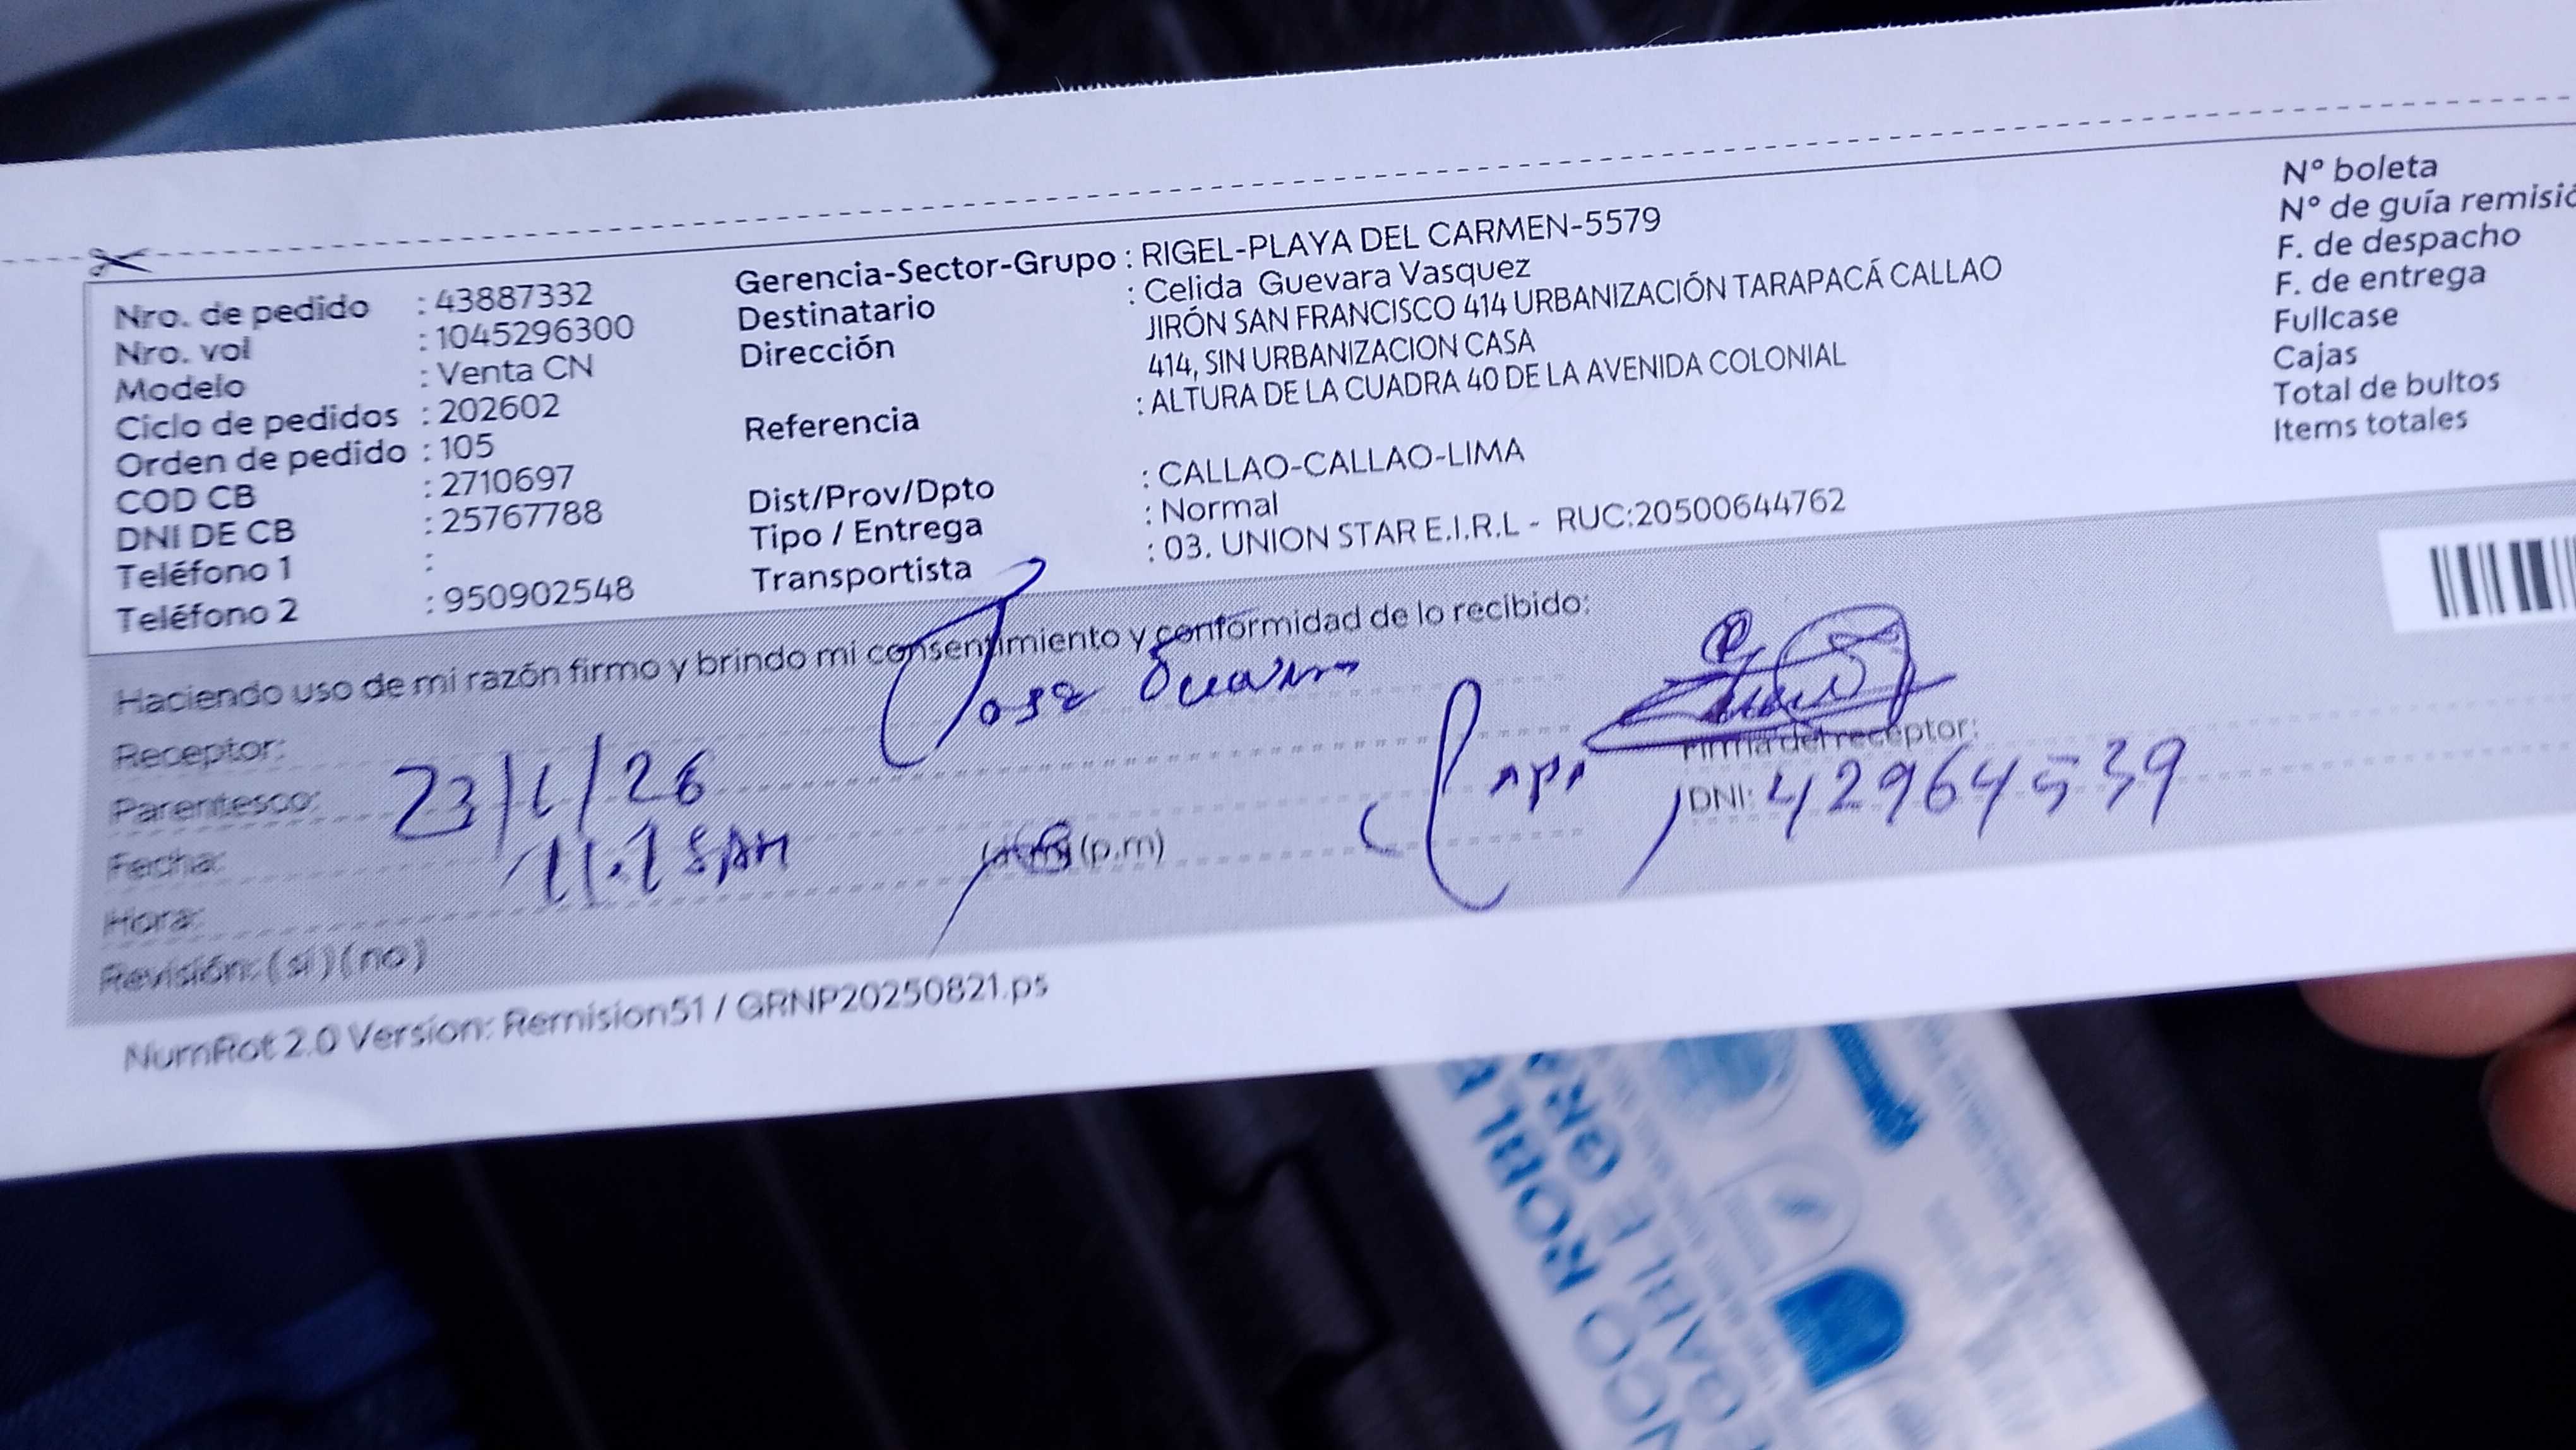 Nro. de pedido : 43887332
Nro. vol : 1045296300
Modelo : Venta CN
Ciclo de pedidos : 202602
Orden de pedido : 105
COD CB : 2710697
DNI DE CB : 25767788
Teléfono 1 :
Teléfono 2 : 950902548
Gerencia-Sector-Grupo : RIGEL-PLAYA DEL CARMEN-5579
Destinatario : Celida Guevara Vasquez
Dirección JIRÓN SAN FRANCISCO 414 URBANIZACIÓN TARAPACÁ CALLAO
414, SIN URBANIZACION CASA
Referencia : ALTURA DE LA CUADRA 40 DE LA AVENIDA COLONIAL
Dist/Prov/Dpto : CALLAO-CALLAO-LIMA
Tipo / Entrega : Normal
Transportista : 03. UNION STAR E.I.R.L - RUC:20500644762
N° boleta
N° de guía remisió
F. de despacho
F. de entrega
Fullcase
Cajas
Total de bultos
Items totales
Haciendo uso de mi razón firmo y brindo mi consentimiento y conformidad de lo recibido:
Receptor: Jose
Parentesco:
Fecha: 23/1/26
Hora: 11:15 AM (p.m)
Revisión: (si) (no)
Firma del receptor:
DNI: 42964539
NumRot 2.0 Version: Remision51 / GRNP20250821.ps